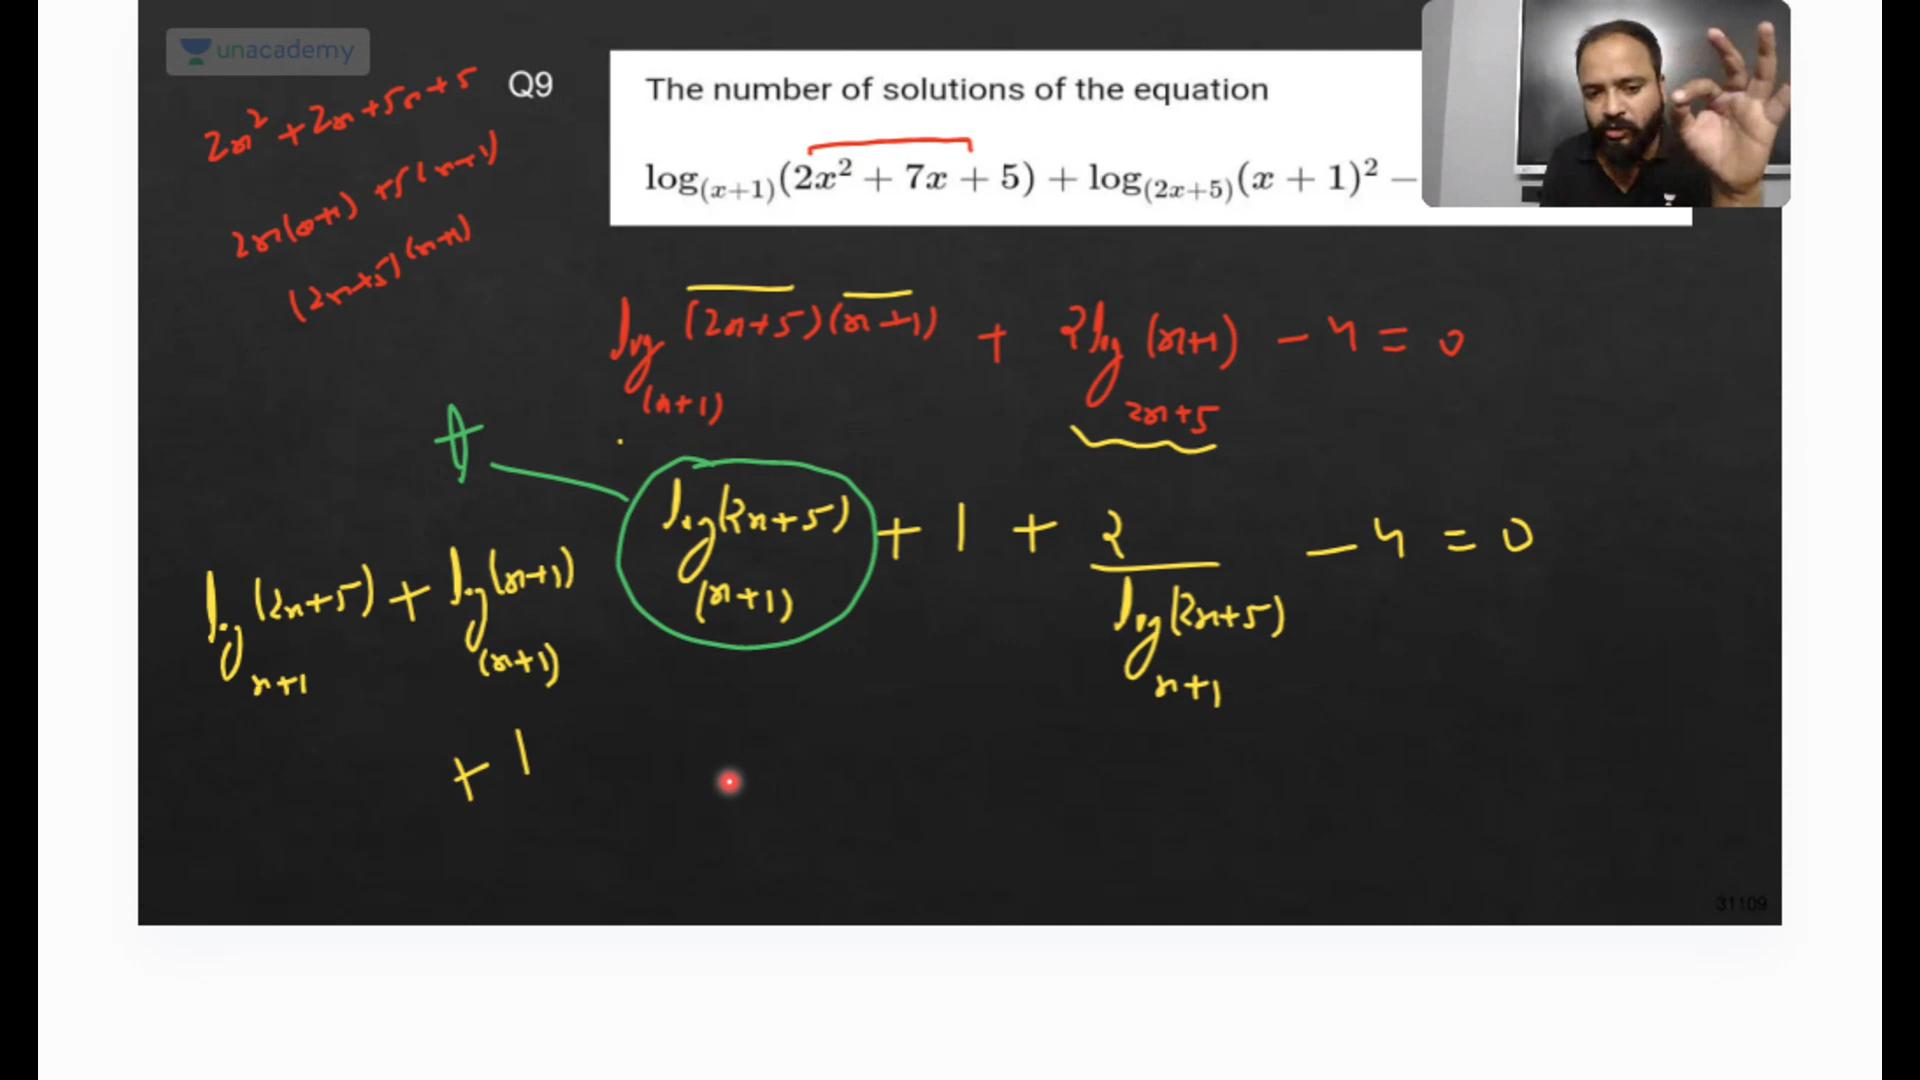 unacademy
Q9
The number of solutions of the equation
log(x+1)(2x² + 7x + 5) + log(2x+5)(x + 1)² −
2x² + 2x + 5x + 5
2x(x+1) + 5(x+1)
(2x+5)(x+1)
log(x+1) (2x+5)(x+1) + 2log2x+5 (x+1) − 4 = 0
t
log(x+1) (2x+5) + 1 + 2/logx+1 (2x+5) − 4 = 0
logx+1 (2x+5) + log(x+1) (x+1)
+ 1
31109